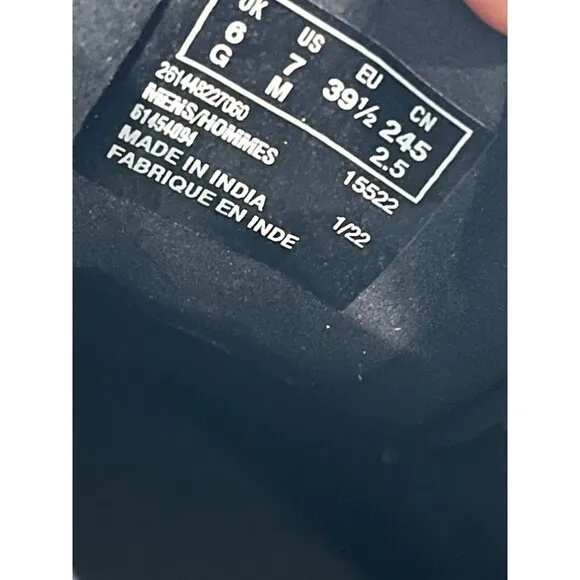 UK US EU CN
6 7 39½ 245
G M 2.5
261448227060
MENS/HOMMES
61454094 15522
MADE IN INDIA
FABRIQUE EN INDE 1/22